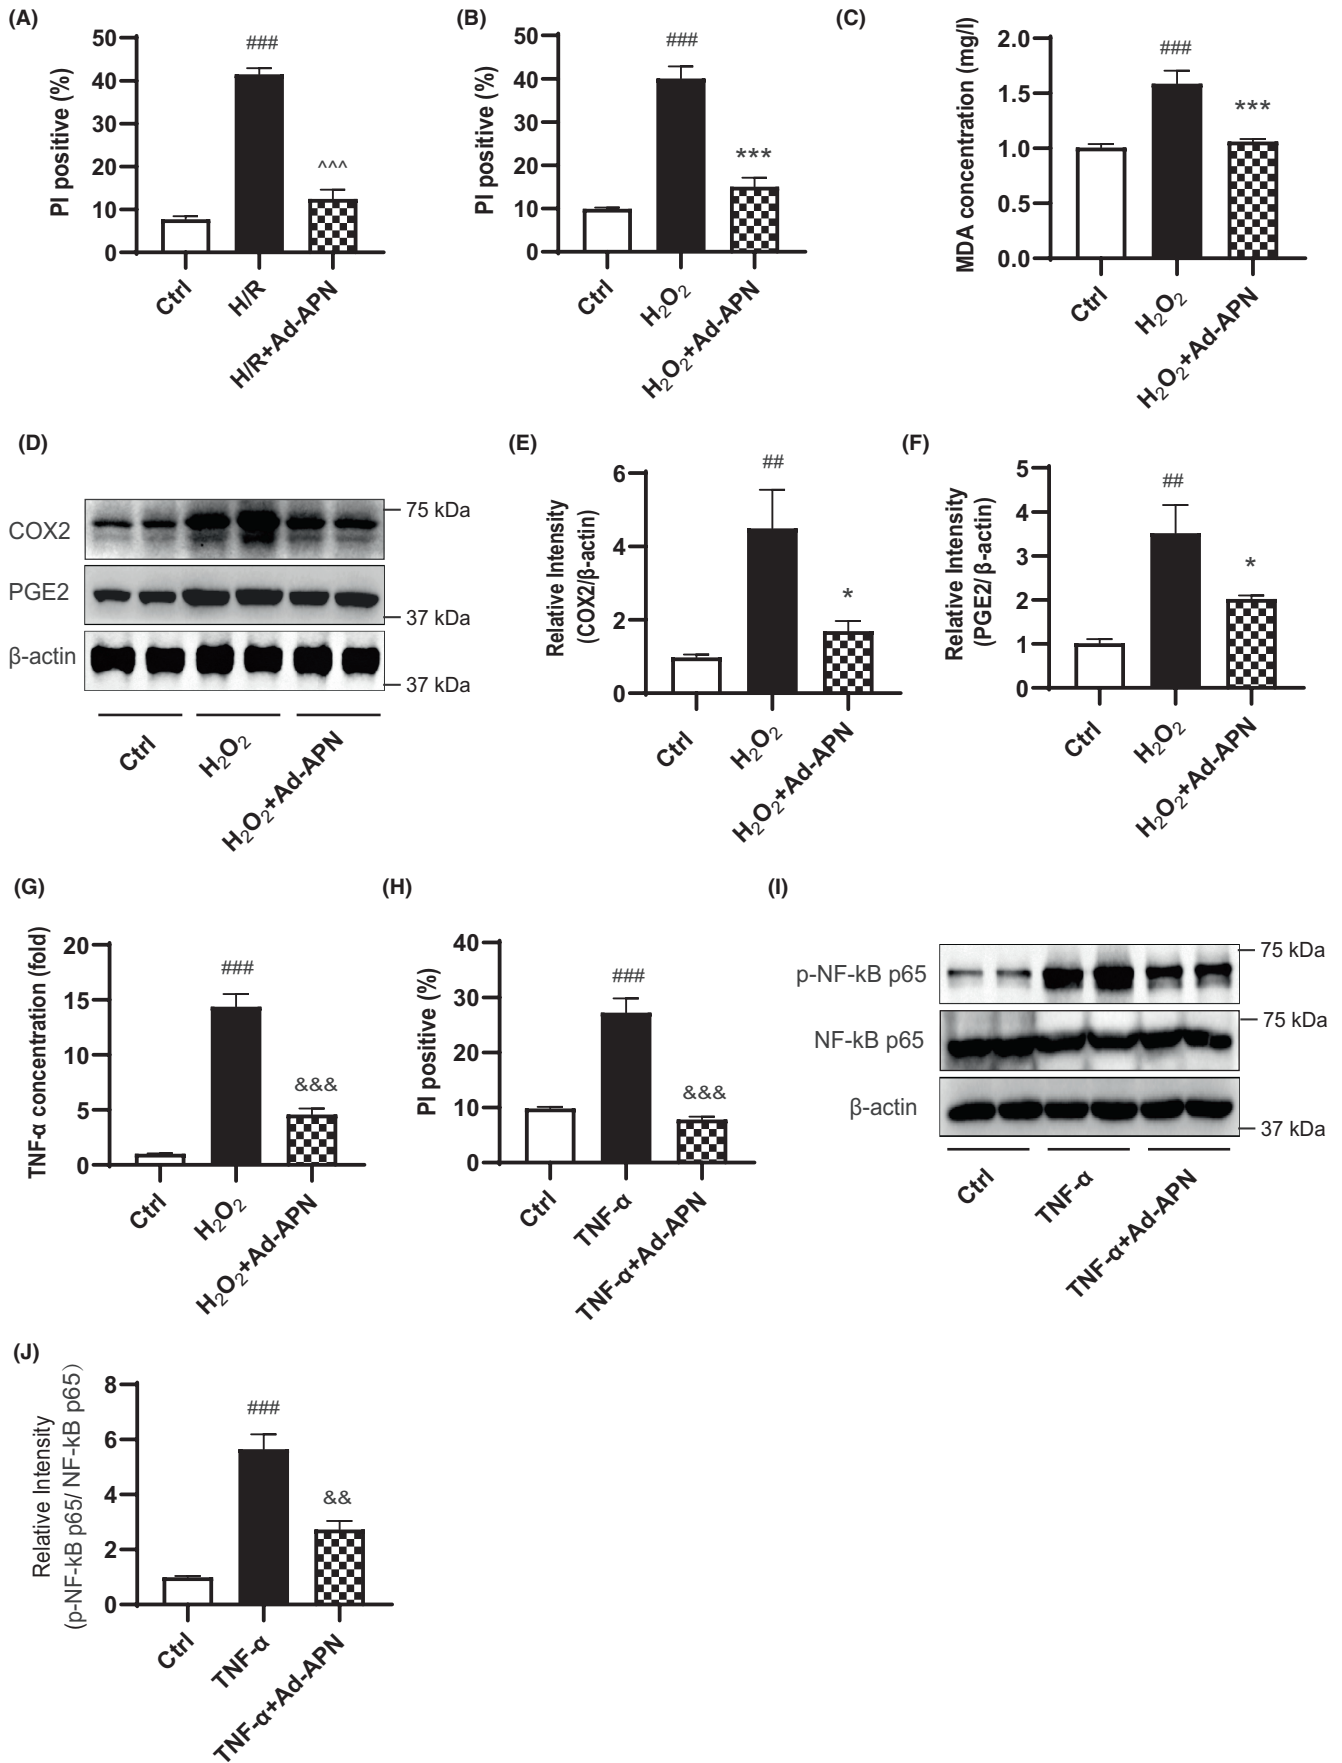 (A)
PI positive (%)
50
40
30
20
10
0
###
^^^
Ctrl
H/R
H/R+Ad-APN
(B)
PI positive (%)
50
40
30
20
10
0
###
***
Ctrl
H₂O₂
H₂O₂+Ad-APN
(C)
MDA concentration (mg/l)
2.0
1.5
1.0
0.5
0.0
###
***
Ctrl
H₂O₂
H₂O₂+Ad-APN
(D)
COX2
75 kDa
PGE2
37 kDa
β-actin
37 kDa
Ctrl
H₂O₂
H₂O₂+Ad-APN
(E)
Relative Intensity
(COX2/β-actin)
6
4
2
0
##
*
Ctrl
H₂O₂
H₂O₂+Ad-APN
(F)
Relative Intensity
(PGE2/β-actin)
5
4
3
2
1
0
##
*
Ctrl
H₂O₂
H₂O₂+Ad-APN
(G)
TNF-α concentration (fold)
20
15
10
5
0
###
&&&
Ctrl
H₂O₂
H₂O₂+Ad-APN
(H)
PI positive (%)
40
30
20
10
0
###
&&&
Ctrl
TNF-α
TNF-α+Ad-APN
(I)
p-NF-kB p65
75 kDa
NF-kB p65
75 kDa
β-actin
37 kDa
Ctrl
TNF-α
TNF-α+Ad-APN
(J)
Relative Intensity
(p-NF-kB p65/ NF-kB p65)
8
6
4
2
0
###
&&
Ctrl
TNF-α
TNF-α+Ad-APN